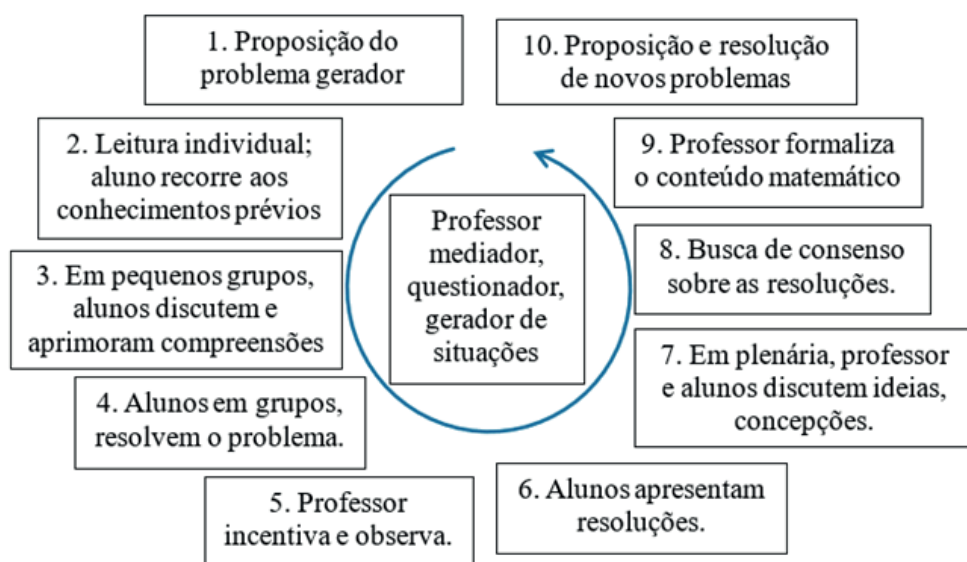 1. Proposição do
problema gerador
2. Leitura individual;
aluno recorre aos
conhecimentos prévios
3. Em pequenos grupos,
alunos discutem e
aprimoram compreensões
4. Alunos em grupos,
resolvem o problema.
5. Professor
incentiva e observa.
6. Alunos apresentam
resoluções.
7. Em plenária, professor
e alunos discutem ideias,
concepções.
8. Busca de consenso
sobre as resoluções.
9. Professor formaliza
o conteúdo matemático
10. Proposição e resolução
de novos problemas
Professor
mediador,
questionador,
gerador de
situações